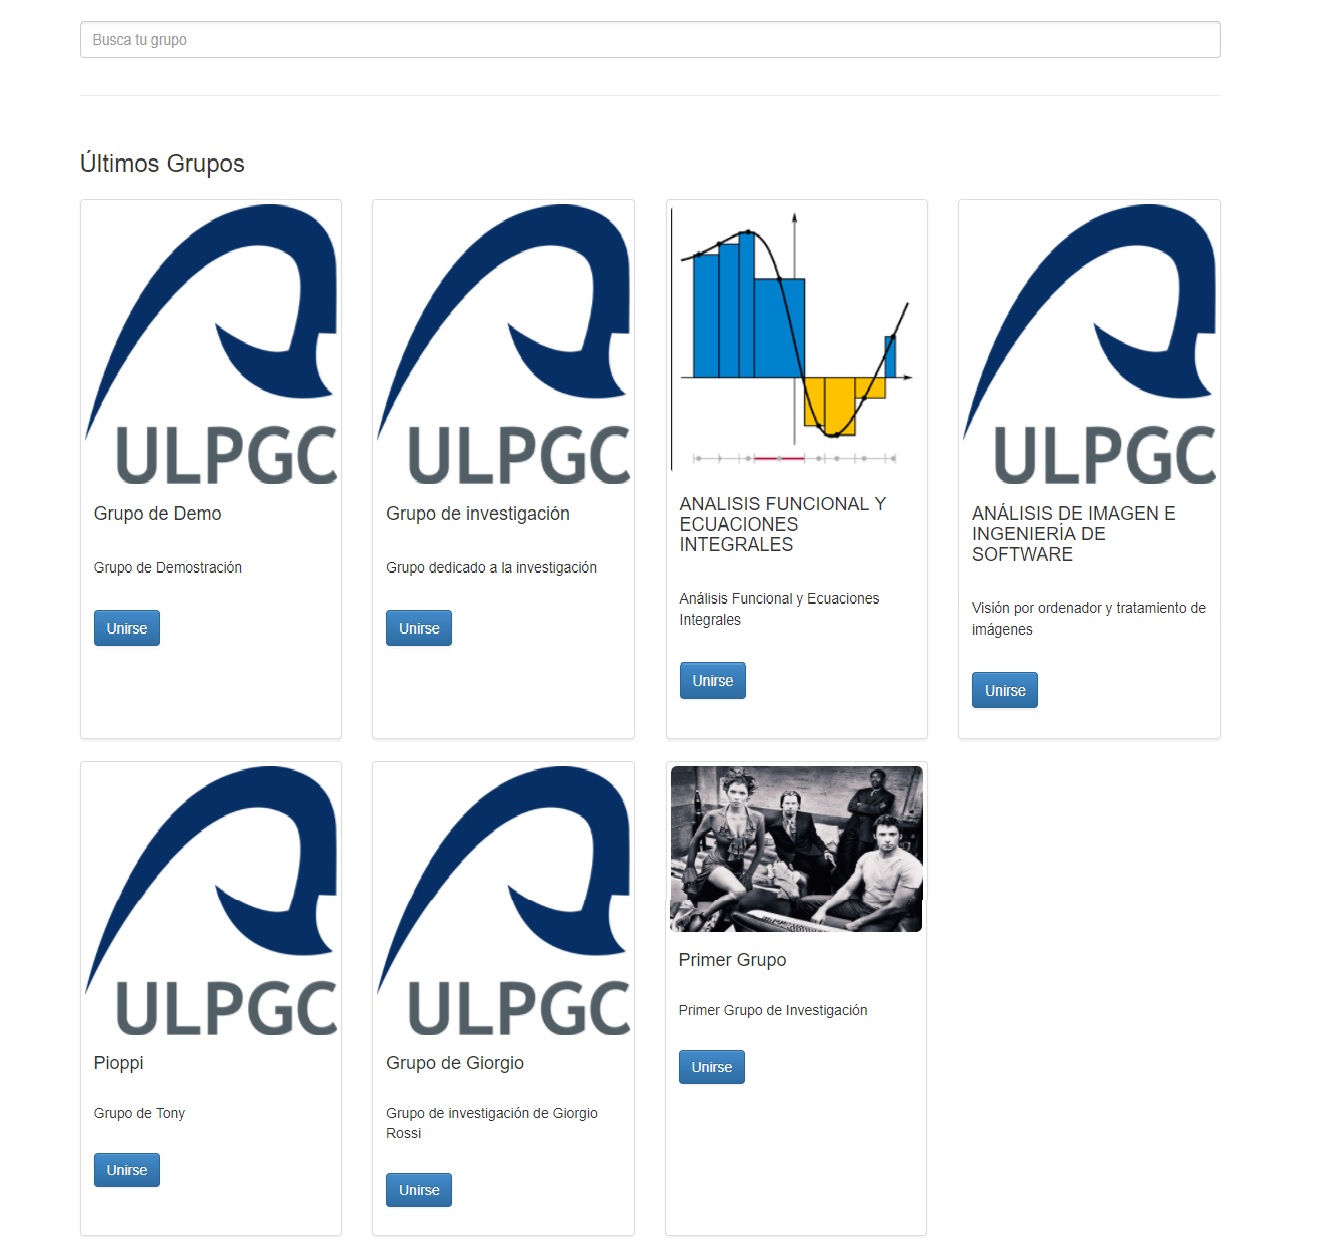 Busca tu grupo
Últimos Grupos
ULPGC
Grupo de Demo
Grupo de Demostración
Unirse
ULPGC
Grupo de investigación
Grupo dedicado a la investigación
Unirse
ANALISIS FUNCIONAL Y
ECUACIONES
INTEGRALES
Análisis Funcional y Ecuaciones
Integrales
Unirse
ULPGC
ANÁLISIS DE IMAGEN E
INGENIERÍA DE
SOFTWARE
Visión por ordenador y tratamiento de
imágenes
Unirse
ULPGC
Pioppi
Grupo de Tony
Unirse
ULPGC
Grupo de Giorgio
Grupo de investigación de Giorgio
Rossi
Unirse
Primer Grupo
Primer Grupo de Investigación
Unirse